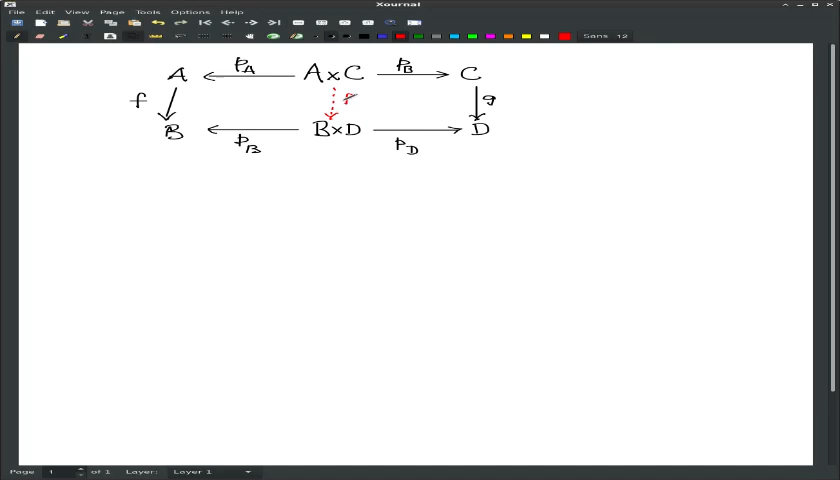 Xournal
File Edit View Page Tools Options Help
Sans 12
A p_A A×C p_B C
f g
B p_B B×D p_D D
Page 1 of 1 Layer: Layer 1